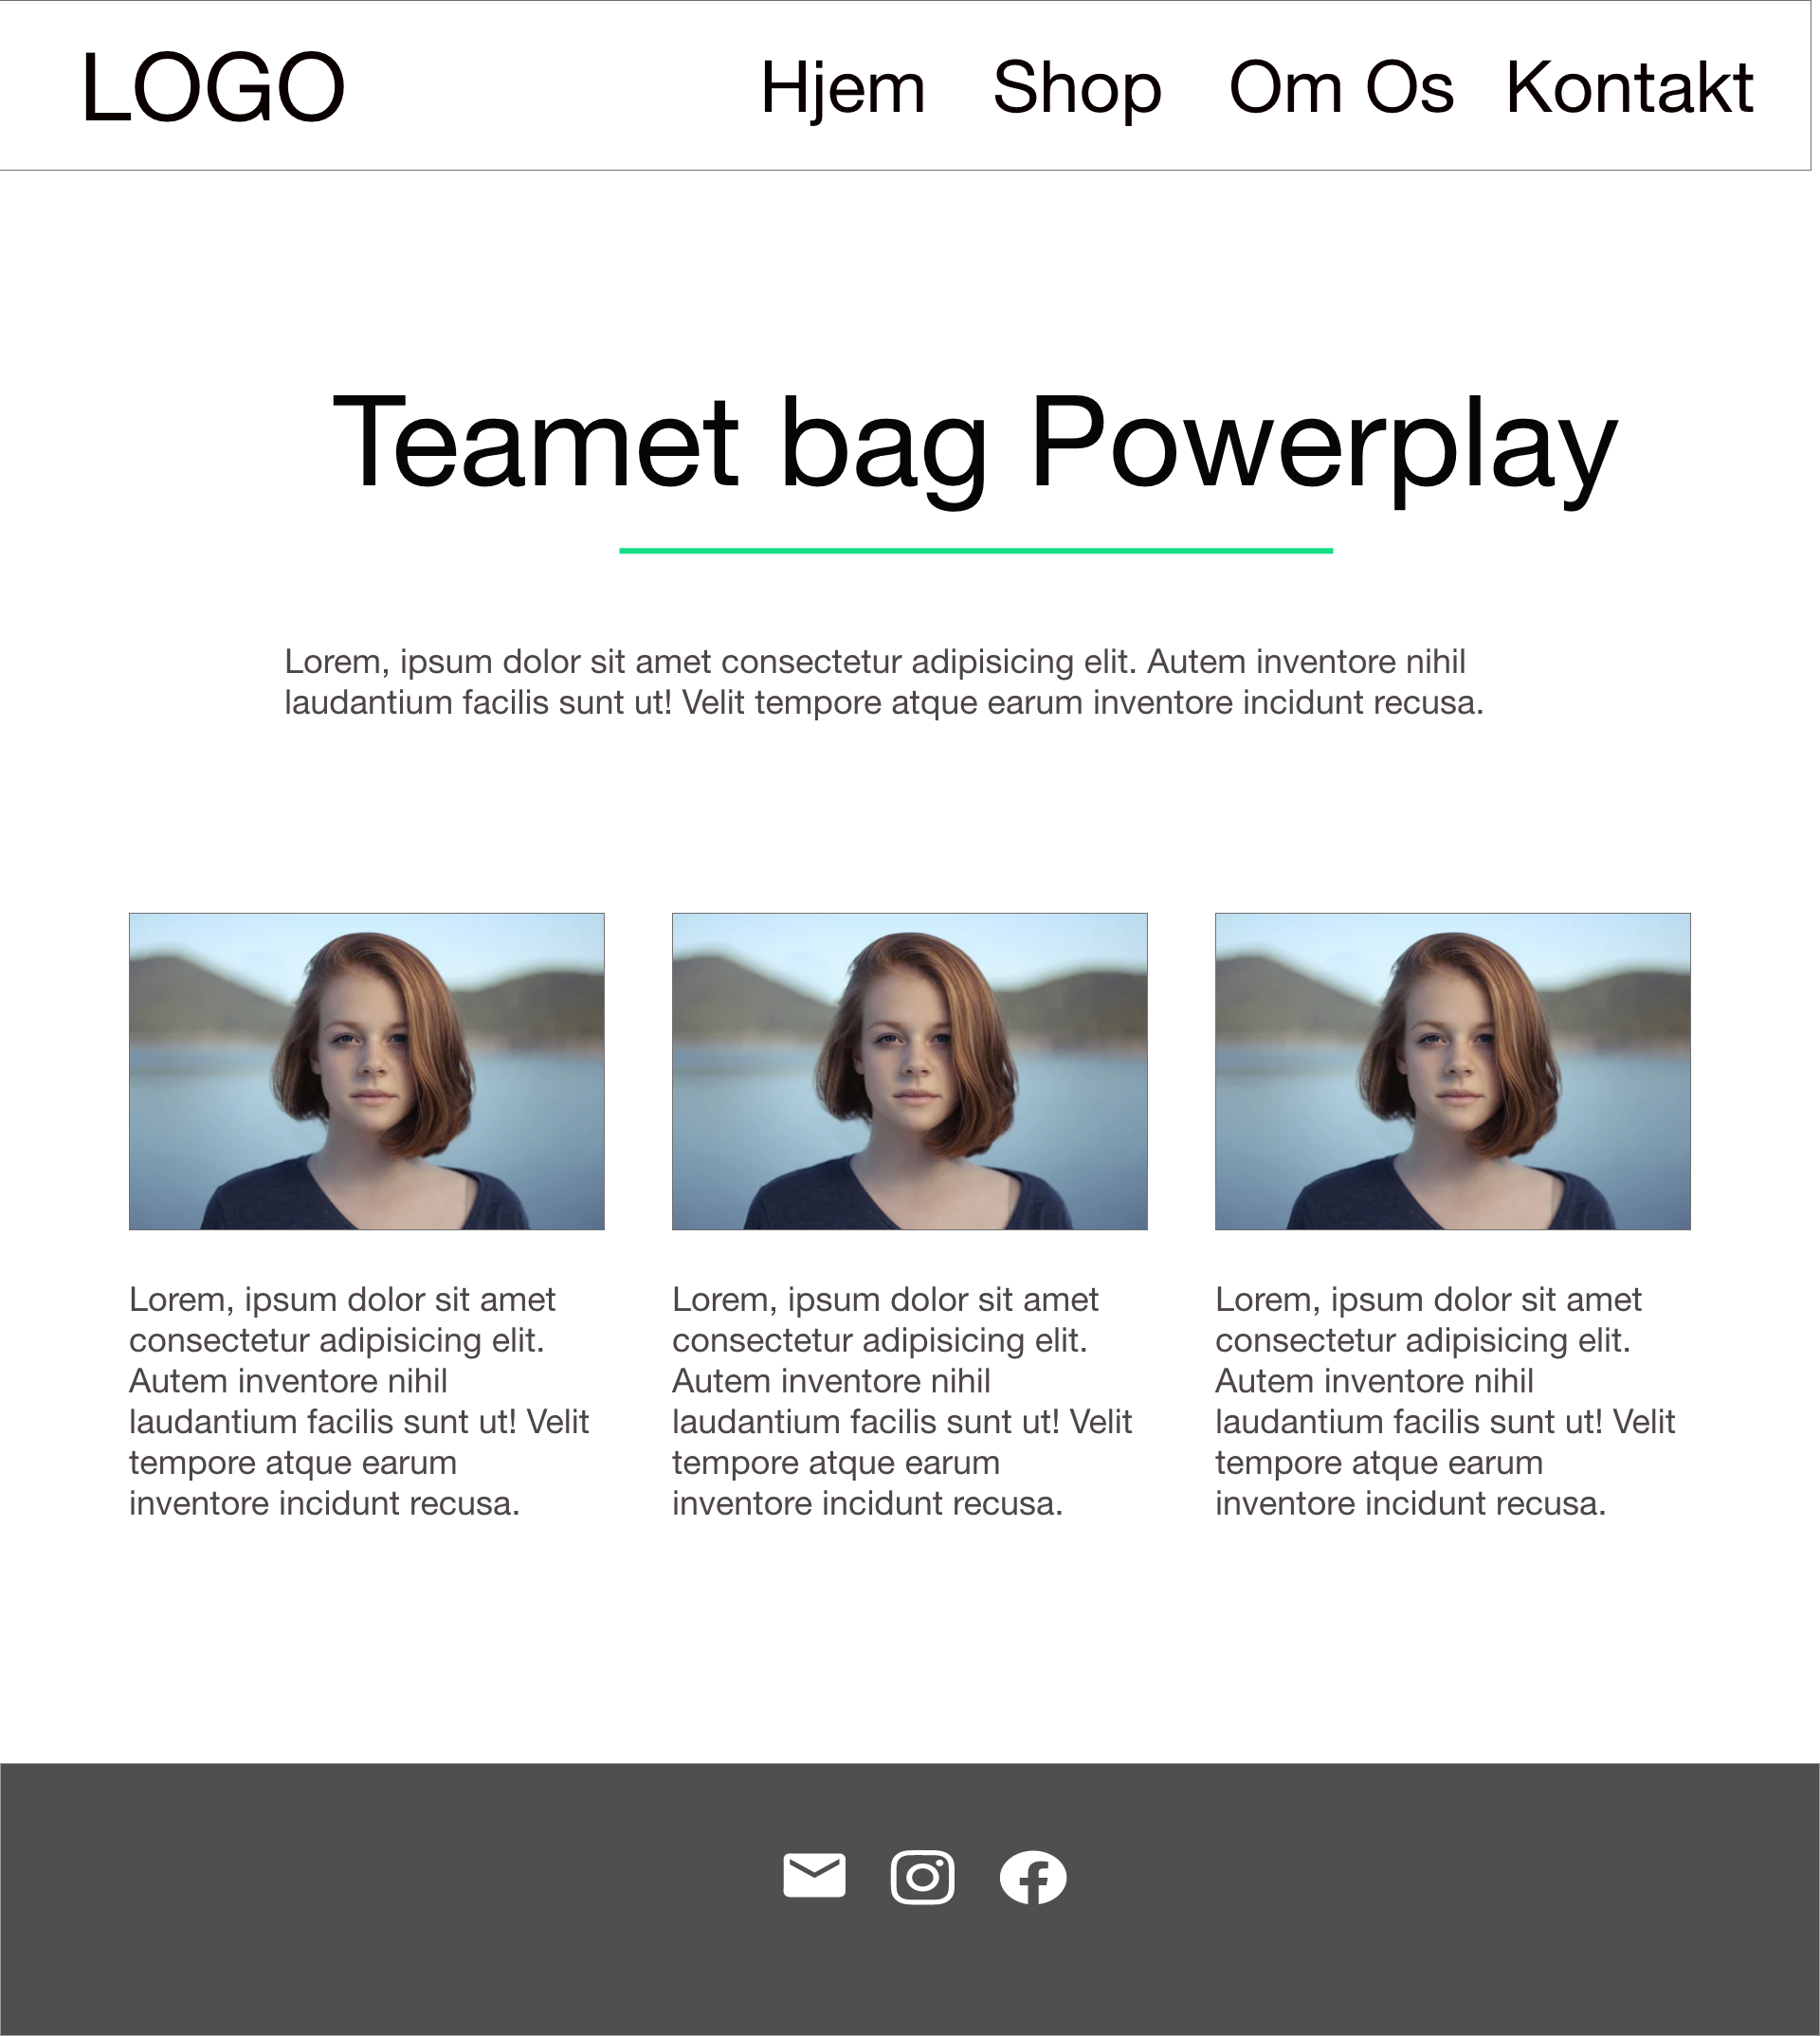 LOGO
Hjem Shop Om Os Kontakt
Teamet bag Powerplay
Lorem, ipsum dolor sit amet consectetur adipisicing elit. Autem inventore nihil
laudantium facilis sunt ut! Velit tempore atque earum inventore incidunt recusa.
Lorem, ipsum dolor sit amet
consectetur adipisicing elit.
Autem inventore nihil
laudantium facilis sunt ut! Velit
tempore atque earum
inventore incidunt recusa.
Lorem, ipsum dolor sit amet
consectetur adipisicing elit.
Autem inventore nihil
laudantium facilis sunt ut! Velit
tempore atque earum
inventore incidunt recusa.
Lorem, ipsum dolor sit amet
consectetur adipisicing elit.
Autem inventore nihil
laudantium facilis sunt ut! Velit
tempore atque earum
inventore incidunt recusa.